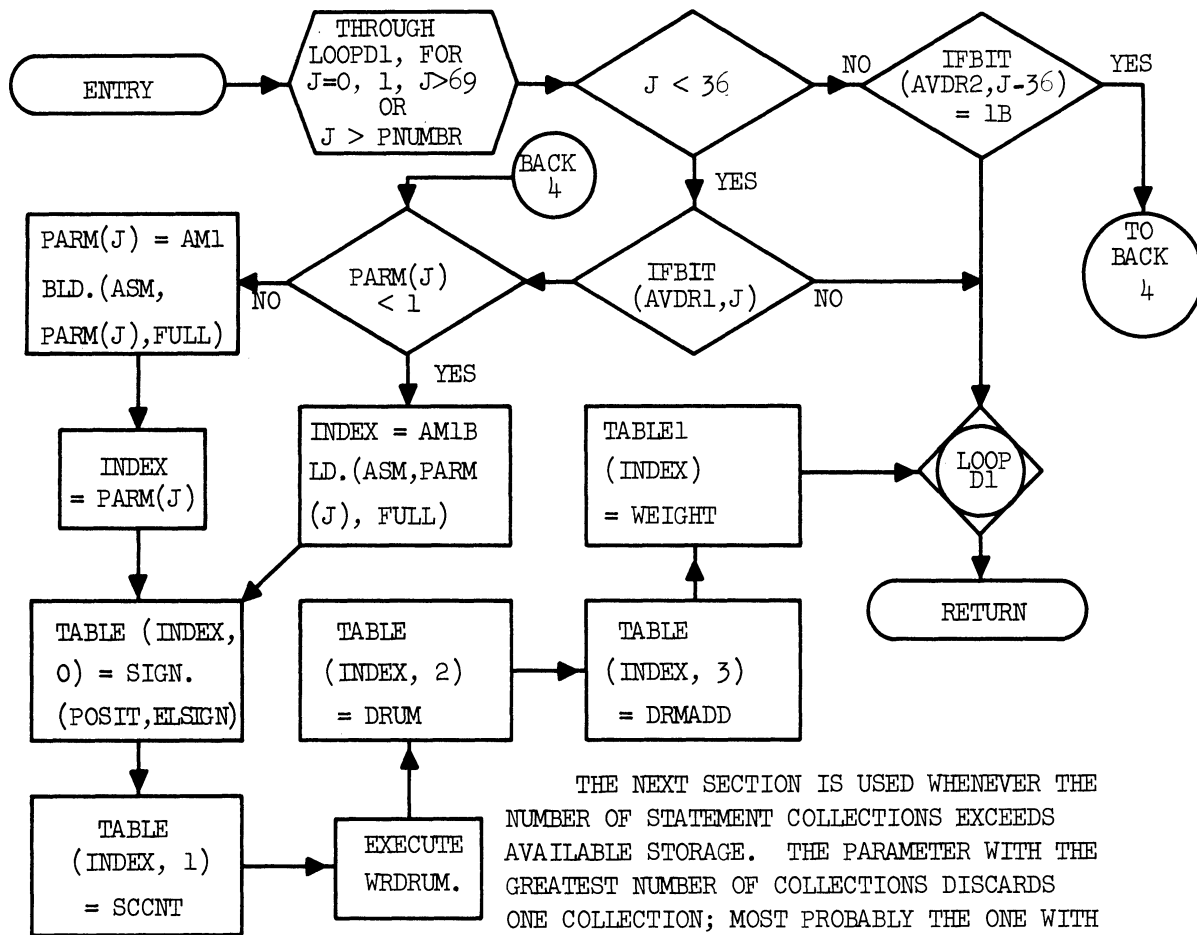 ENTRY
THROUGH
LOOPD1, FOR
J=0, 1, J>69
OR
J > PNUMBR
J < 36
NO
IFBIT
(AVDR2,J-36)
= 1B
YES
BACK
4
YES
TO
BACK
4
PARM(J) = AM1
BLD.(ASM,
PARM(J),FULL)
NO
PARM(J)
< 1
IFBIT
(AVDR1,J)
NO
YES
INDEX
= PARM(J)
INDEX = AM1B
LD.(ASM,PARM
(J), FULL)
TABLE1
(INDEX)
= WEIGHT
LOOP
D1
RETURN
TABLE (INDEX,
0) = SIGN.
(POSIT,ELSIGN)
TABLE
(INDEX, 2)
= DRUM
TABLE
(INDEX, 3)
= DRMADD
TABLE
(INDEX, 1)
= SCCNT
EXECUTE
WRDRUM.
THE NEXT SECTION IS USED WHENEVER THE
NUMBER OF STATEMENT COLLECTIONS EXCEEDS
AVAILABLE STORAGE. THE PARAMETER WITH THE
GREATEST NUMBER OF COLLECTIONS DISCARDS
ONE COLLECTION; MOST PROBABLY THE ONE WITH